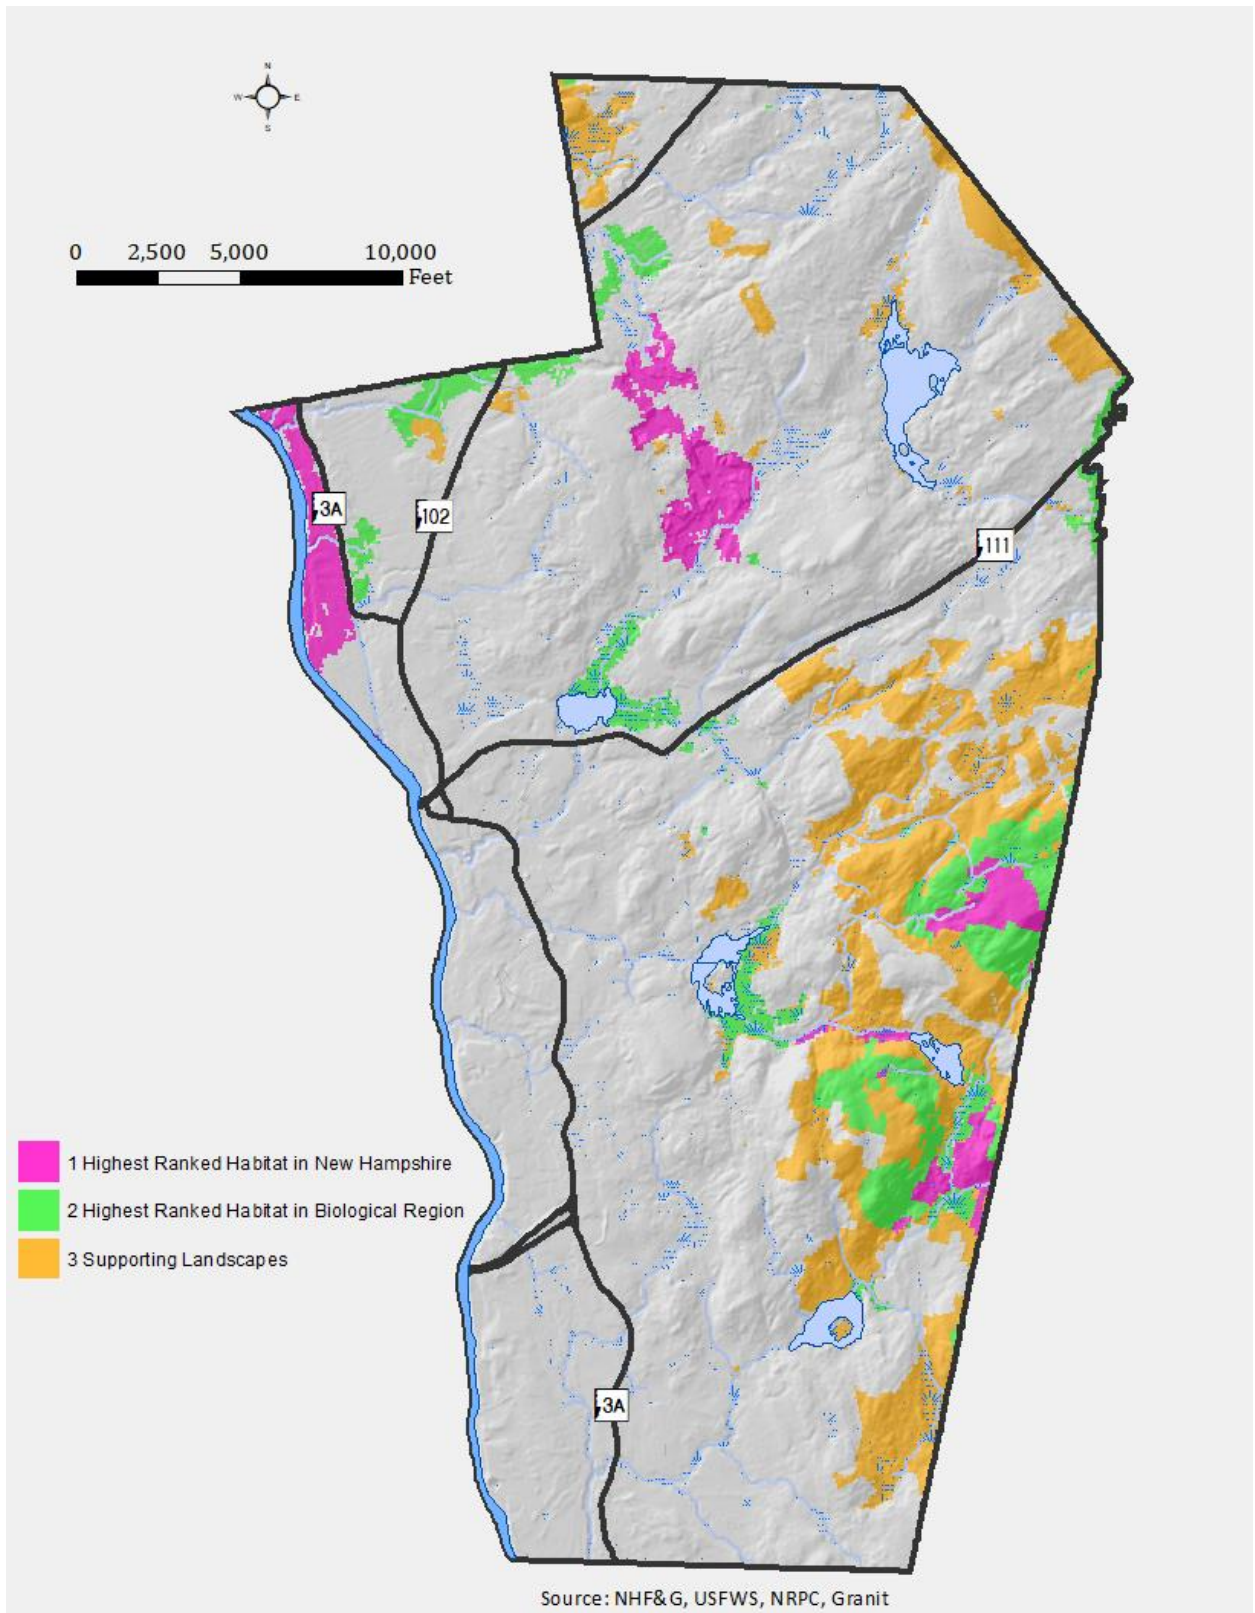 N
W E
S
0 2,500 5,000 10,000
Feet
3A
102
111
1 Highest Ranked Habitat in New Hampshire
2 Highest Ranked Habitat in Biological Region
3 Supporting Landscapes
3A
Source: NHF&G, USFWS, NRPC, Granit